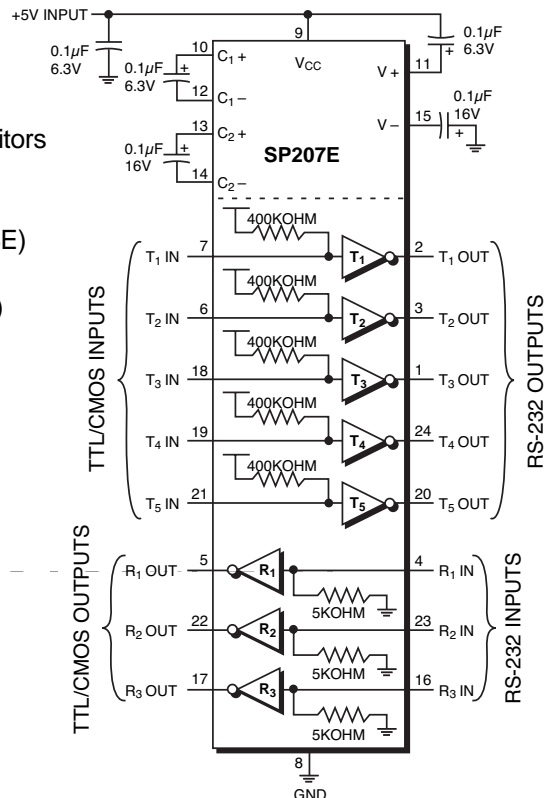 +5V INPUT
9
0.1µF
6.3V
0.1µF
6.3V
10
C1+
VCC
V+
11
0.1µF
6.3V
12
C1–
13
C2+
0.1µF
16V
14
C2–
V–
15
0.1µF
16V
SP207E
itors
E)
)
TTL/CMOS INPUTS
RS-232 OUTPUTS
400KOHM
T1 IN
7
T1
2
T1 OUT
400KOHM
T2 IN
6
T2
3
T2 OUT
400KOHM
T3 IN
18
T3
1
T3 OUT
400KOHM
T4 IN
19
T4
24
T4 OUT
400KOHM
T5 IN
21
T5
20
T5 OUT
TTL/CMOS OUTPUTS
RS-232 INPUTS
R1 OUT
5
R1
4
R1 IN
5KOHM
R2 OUT
22
R2
23
R2 IN
5KOHM
R3 OUT
17
R3
16
R3 IN
5KOHM
8
GND